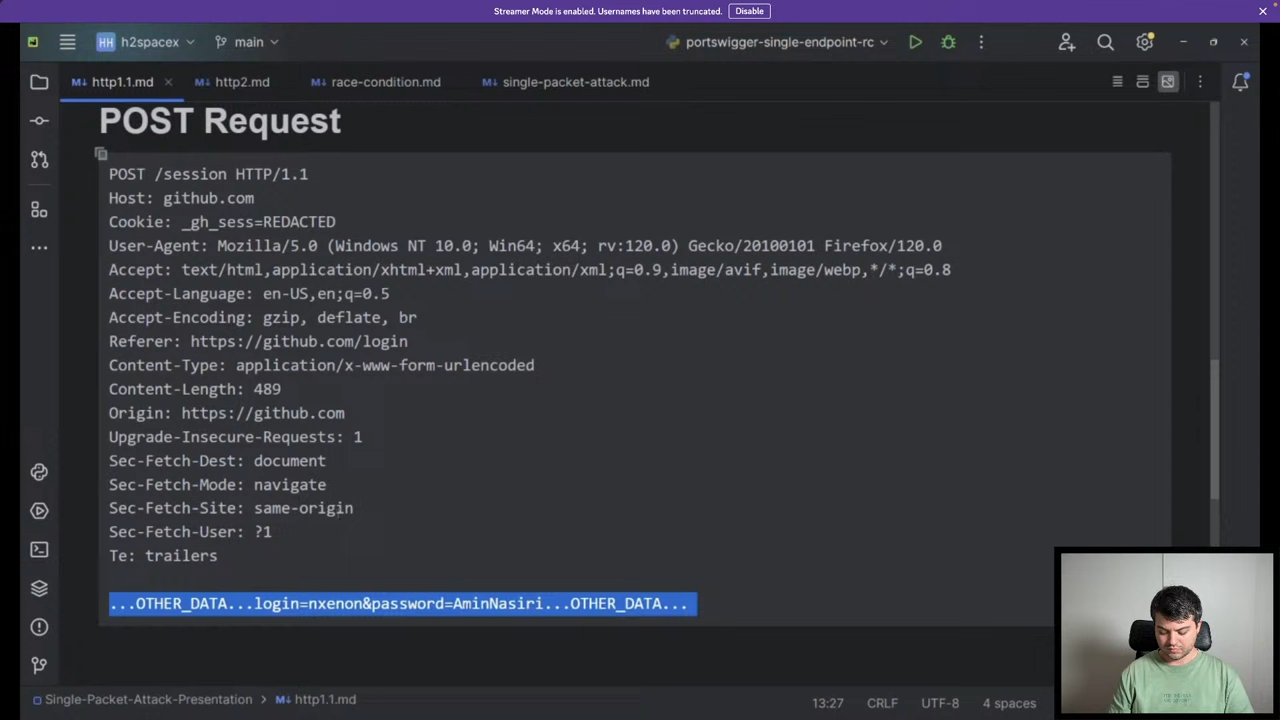 Streamer Mode is enabled. Usernames have been truncated. Disable
HH h2spacex main portswigger-single-endpoint-rc
http1.1.md http2.md race-condition.md single-packet-attack.md
POST Request
POST /session HTTP/1.1
Host: github.com
Cookie: _gh_sess=REDACTED
User-Agent: Mozilla/5.0 (Windows NT 10.0; Win64; x64; rv:120.0) Gecko/20100101 Firefox/120.0
Accept: text/html,application/xhtml+xml,application/xml;q=0.9,image/avif,image/webp,*/*;q=0.8
Accept-Language: en-US,en;q=0.5
Accept-Encoding: gzip, deflate, br
Referer: https://github.com/login
Content-Type: application/x-www-form-urlencoded
Content-Length: 489
Origin: https://github.com
Upgrade-Insecure-Requests: 1
Sec-Fetch-Dest: document
Sec-Fetch-Mode: navigate
Sec-Fetch-Site: same-origin
Sec-Fetch-User: ?1
Te: trailers
...OTHER_DATA...login=nxenon&password=AminNasiri...OTHER_DATA...
Single-Packet-Attack-Presentation > http1.1.md 13:27 CRLF UTF-8 4 spaces